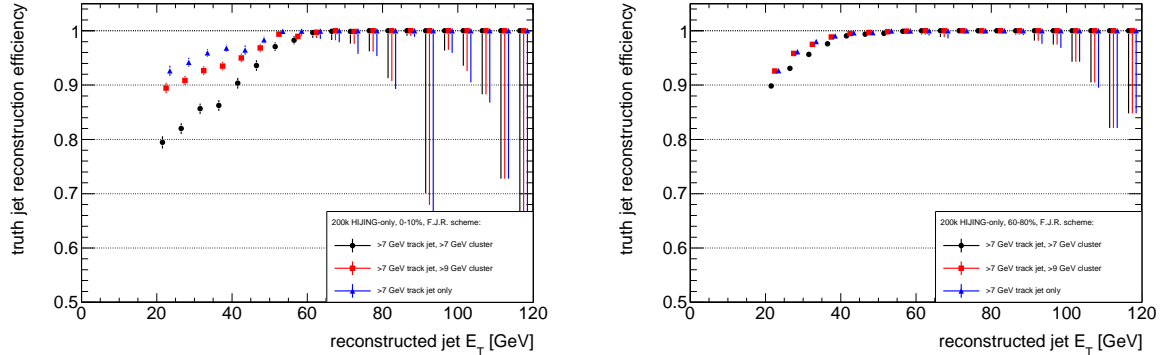 truth jet reconstruction efficiency
1
0.9
0.8
0.7
0.6
0.5
200k HIJING-only, 0-10%, F.J.R. scheme:
>7 GeV track jet, >7 GeV cluster
>7 GeV track jet, >9 GeV cluster
>7 GeV track jet only
0 20 40 60 80 100 120
reconstructed jet E_T [GeV]
truth jet reconstruction efficiency
1
0.9
0.8
0.7
0.6
0.5
200k HIJING-only, 60-80%, F.J.R. scheme:
>7 GeV track jet, >7 GeV cluster
>7 GeV track jet, >9 GeV cluster
>7 GeV track jet only
0 20 40 60 80 100 120
reconstructed jet E_T [GeV]